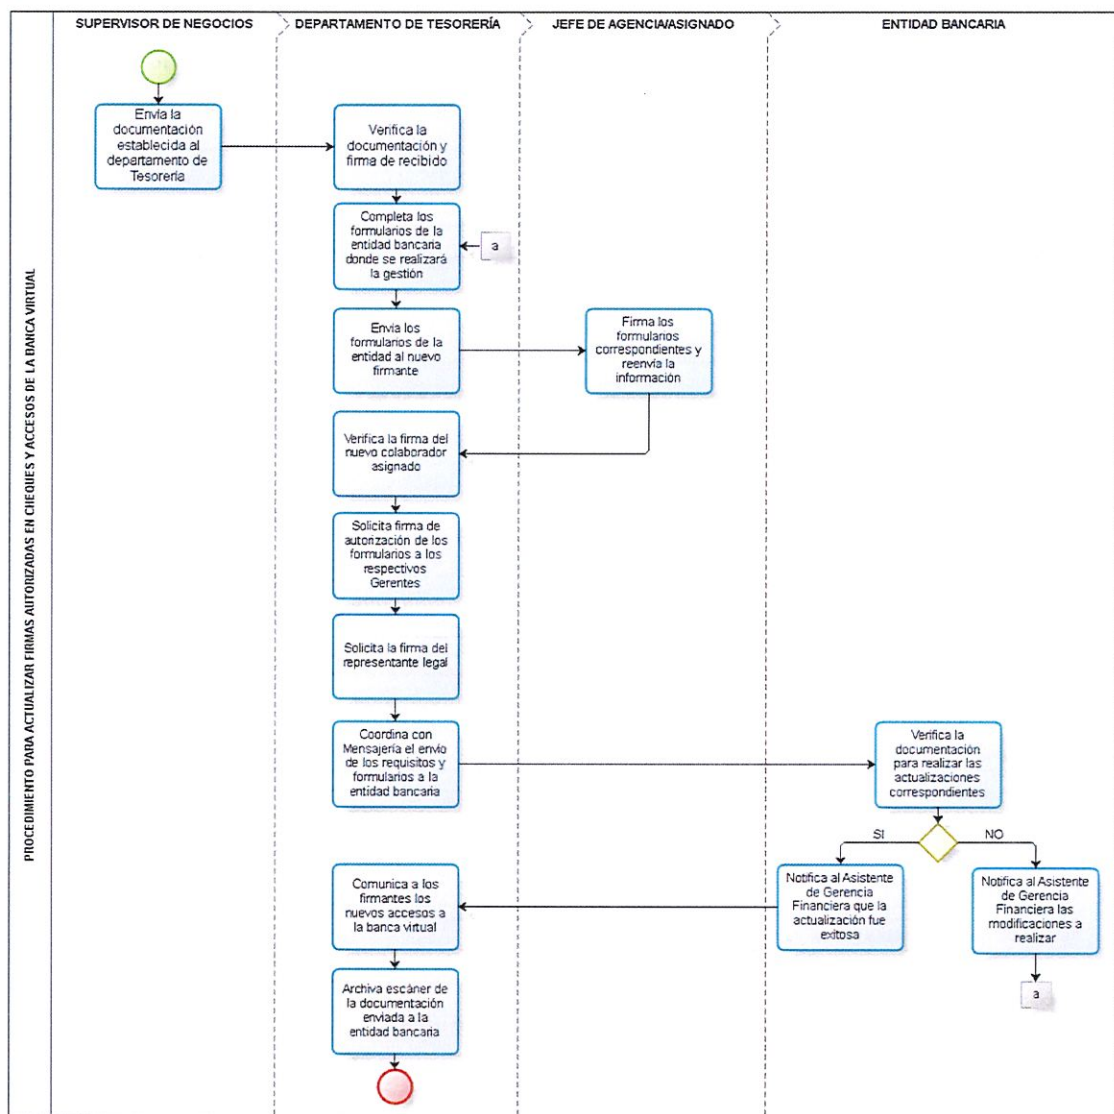 SUPERVISOR DE NEGOCIOS
DEPARTAMENTO DE TESORERÍA
JEFE DE AGENCIA/ASIGNADO
ENTIDAD BANCARIA
PROCEDIMIENTO PARA ACTUALIZAR FIRMAS AUTORIZADAS EN CHEQUES Y ACCESOS DE LA BANCA VIRTUAL
Envía la
documentación
establecida al
departamento de
Tesorería
Verifica la
documentación y
firma de recibido
Completa los
formularios de la
entidad bancaria
donde se realizará
la gestión
a
Envía los
formularios de la
entidad al nuevo
firmante
Firma los
formularios
correspondientes y
reenvía la
información
Verifica la firma del
nuevo colaborador
asignado
Solicita firma de
autorización de los
formularios a los
respectivos
Gerentes
Solicita la firma del
representante legal
Coordina con
Mensajería el envío
de los requisitos y
formularios a la
entidad bancaria
Verifica la
documentación
para realizar las
actualizaciones
correspondientes
SI
NO
Notifica al Asistente
de Gerencia
Financiera que la
actualización fue
exitosa
Notifica al Asistente
de Gerencia
Financiera las
modificaciones a
realizar
a
Comunica a los
firmantes los
nuevos accesos a
la banca virtual
Archiva escáner de
la documentación
enviada a la
entidad bancaria